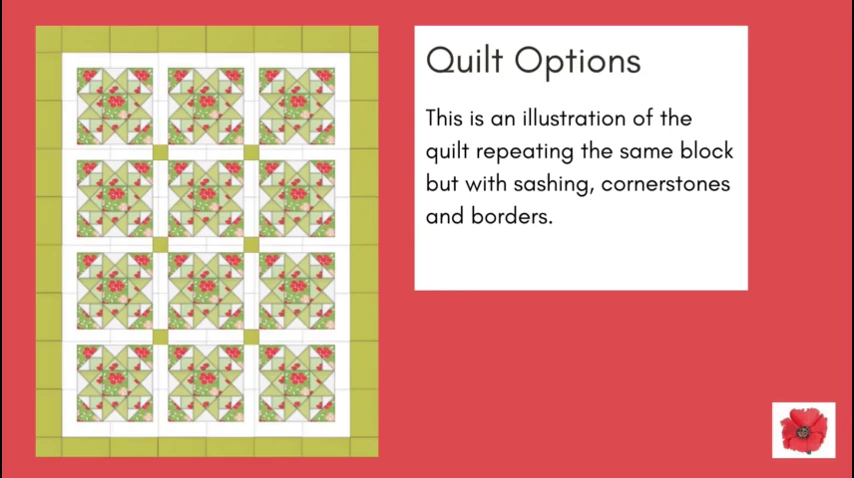 Quilt Options
This is an illustration of the
quilt repeating the same block
but with sashing, cornerstones
and borders.